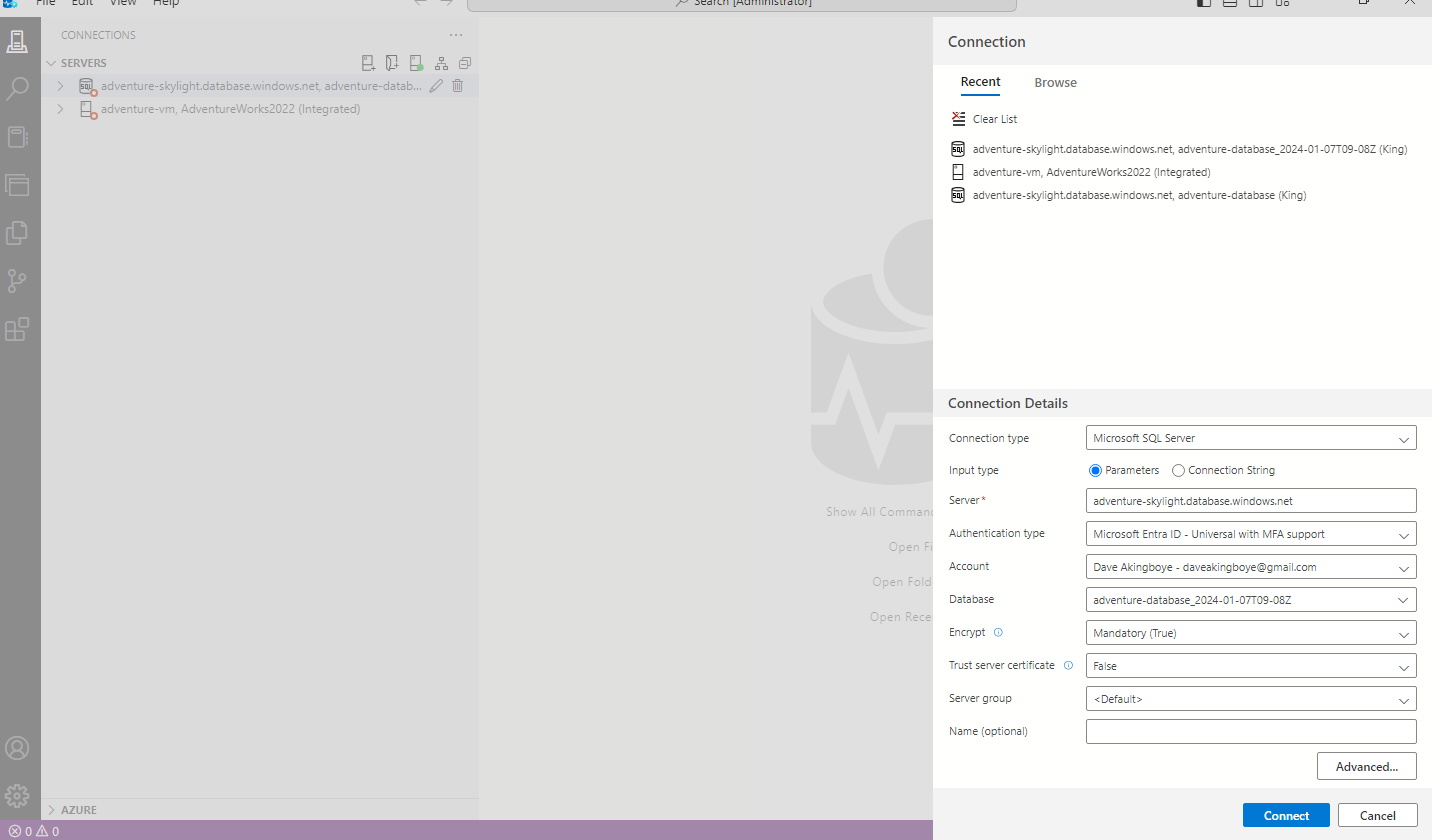 File Edit View Help
Search [Administrator]
CONNECTIONS
SERVERS
adventure-skylight.database.windows.net, adventure-datab...
adventure-vm, AdventureWorks2022 (Integrated)
Show All Comman
Open Fi
Open Fold
Open Rece
AZURE
0 0
Connection
Recent Browse
Clear List
adventure-skylight.database.windows.net, adventure-database_2024-01-07T09-08Z (King)
adventure-vm, AdventureWorks2022 (Integrated)
adventure-skylight.database.windows.net, adventure-database (King)
Connection Details
Connection type Microsoft SQL Server
Input type Parameters Connection String
Server* adventure-skylight.database.windows.net
Authentication type Microsoft Entra ID - Universal with MFA support
Account Dave Akingboye - daveakingboye@gmail.com
Database adventure-database_2024-01-07T09-08Z
Encrypt Mandatory (True)
Trust server certificate False
Server group <Default>
Name (optional)
Advanced...
Connect Cancel